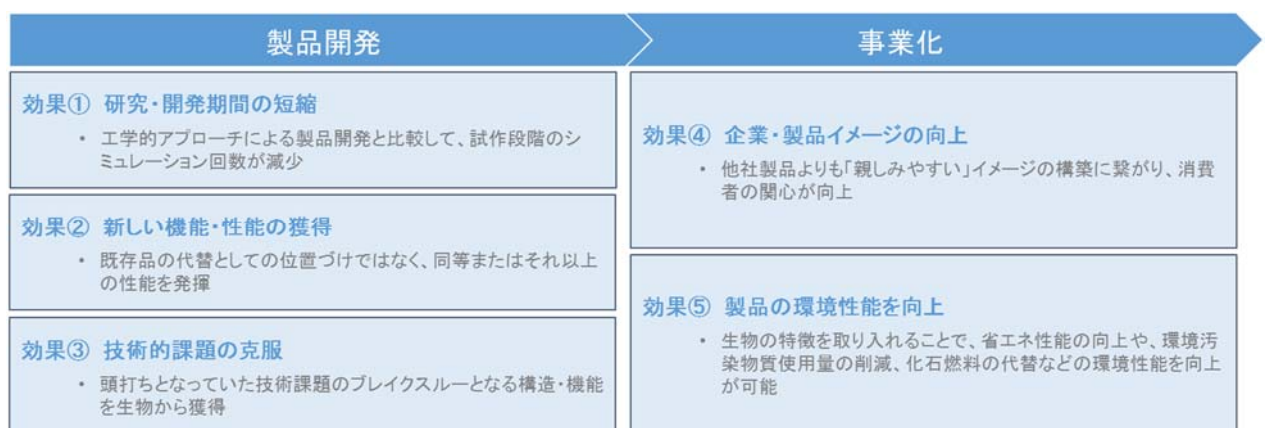 製品開発
効果① 研究・開発期間の短縮
・ 工学的アプローチによる製品開発と比較して、試作段階のシ
ミュレーション回数が減少
効果② 新しい機能・性能の獲得
・ 既存品の代替としての位置づけではなく、同等またはそれ以上
の性能を発揮
効果③ 技術的課題の克服
・ 頭打ちとなっていた技術課題のブレイクスルーとなる構造・機能
を生物から獲得
事業化
効果④ 企業・製品イメージの向上
・ 他社製品よりも「親しみやすい」イメージの構築に繋がり、消費
者の関心が向上
効果⑤ 製品の環境性能を向上
・ 生物の特徴を取り入れることで、省エネ性能の向上や、環境汚
染物質使用量の削減、化石燃料の代替などの環境性能を向上
が可能